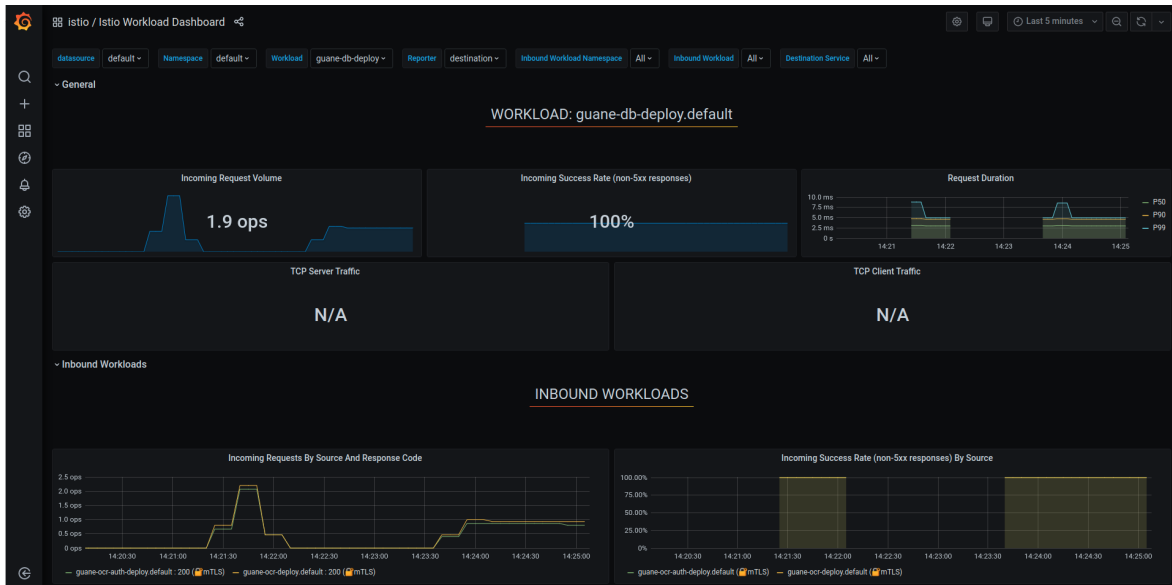 istio / Istio Workload Dashboard
Last 5 minutes
datasource default Namespace default Workload guane-db-deploy Reporter destination Inbound Workload Namespace All Inbound Workload All Destination Service All
General
WORKLOAD: guane-db-deploy.default
Incoming Request Volume
1.9 ops
Incoming Success Rate (non-5xx responses)
100%
Request Duration
10.0 ms
7.5 ms
5.0 ms
2.5 ms
0 s
14:21 14:22 14:23 14:24 14:25
P50
P90
P99
TCP Server Traffic
N/A
TCP Client Traffic
N/A
Inbound Workloads
INBOUND WORKLOADS
Incoming Requests By Source And Response Code
2.5 ops
2.0 ops
1.5 ops
1.0 ops
0.5 ops
0 ops
14:20:30 14:21:00 14:21:30 14:22:00 14:22:30 14:23:00 14:23:30 14:24:00 14:24:30 14:25:00
guane-ocr-auth-deploy.default : 200 (🔐mTLS) guane-ocr-deploy.default : 200 (🔐mTLS)
Incoming Success Rate (non-5xx responses) By Source
100.00%
75.00%
50.00%
25.00%
0%
14:20:30 14:21:00 14:21:30 14:22:00 14:22:30 14:23:00 14:23:30 14:24:00 14:24:30 14:25:00
guane-ocr-auth-deploy.default (🔐mTLS) guane-ocr-deploy.default (🔐mTLS)